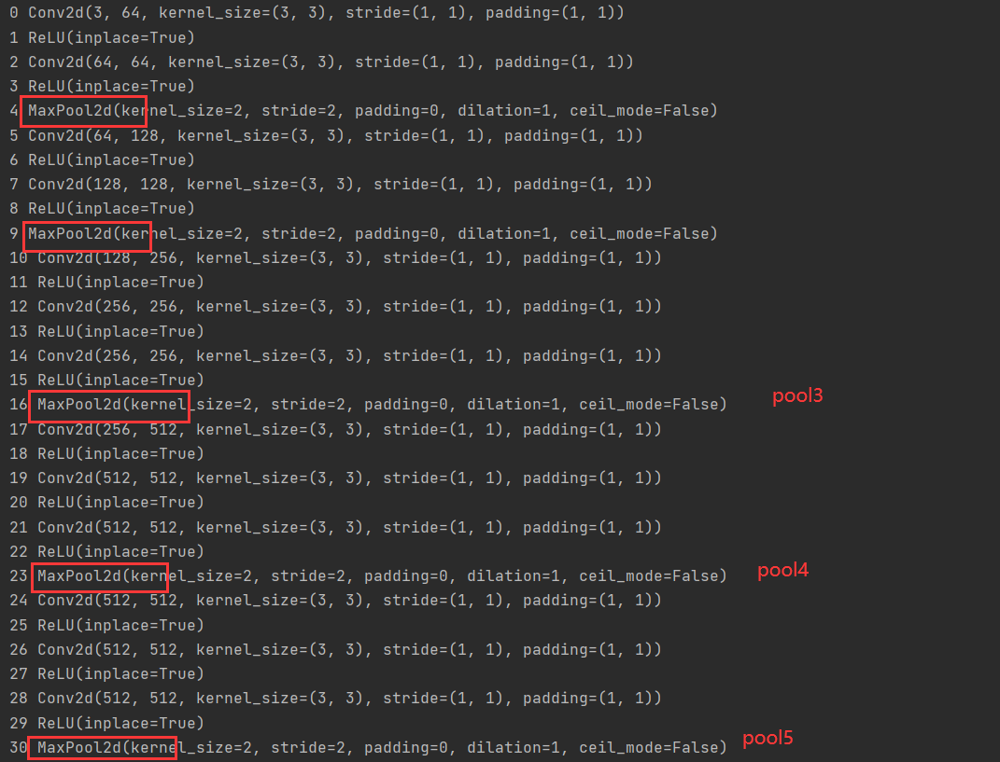 0 Conv2d(3, 64, kernel_size=(3, 3), stride=(1, 1), padding=(1, 1))
1 ReLU(inplace=True)
2 Conv2d(64, 64, kernel_size=(3, 3), stride=(1, 1), padding=(1, 1))
3 ReLU(inplace=True)
4 MaxPool2d(kernel_size=2, stride=2, padding=0, dilation=1, ceil_mode=False)
5 Conv2d(64, 128, kernel_size=(3, 3), stride=(1, 1), padding=(1, 1))
6 ReLU(inplace=True)
7 Conv2d(128, 128, kernel_size=(3, 3), stride=(1, 1), padding=(1, 1))
8 ReLU(inplace=True)
9 MaxPool2d(kernel_size=2, stride=2, padding=0, dilation=1, ceil_mode=False)
10 Conv2d(128, 256, kernel_size=(3, 3), stride=(1, 1), padding=(1, 1))
11 ReLU(inplace=True)
12 Conv2d(256, 256, kernel_size=(3, 3), stride=(1, 1), padding=(1, 1))
13 ReLU(inplace=True)
14 Conv2d(256, 256, kernel_size=(3, 3), stride=(1, 1), padding=(1, 1))
15 ReLU(inplace=True)
16 MaxPool2d(kernel_size=2, stride=2, padding=0, dilation=1, ceil_mode=False) pool3
17 Conv2d(256, 512, kernel_size=(3, 3), stride=(1, 1), padding=(1, 1))
18 ReLU(inplace=True)
19 Conv2d(512, 512, kernel_size=(3, 3), stride=(1, 1), padding=(1, 1))
20 ReLU(inplace=True)
21 Conv2d(512, 512, kernel_size=(3, 3), stride=(1, 1), padding=(1, 1))
22 ReLU(inplace=True)
23 MaxPool2d(kernel_size=2, stride=2, padding=0, dilation=1, ceil_mode=False) pool4
24 Conv2d(512, 512, kernel_size=(3, 3), stride=(1, 1), padding=(1, 1))
25 ReLU(inplace=True)
26 Conv2d(512, 512, kernel_size=(3, 3), stride=(1, 1), padding=(1, 1))
27 ReLU(inplace=True)
28 Conv2d(512, 512, kernel_size=(3, 3), stride=(1, 1), padding=(1, 1))
29 ReLU(inplace=True)
30 MaxPool2d(kernel_size=2, stride=2, padding=0, dilation=1, ceil_mode=False) pool5